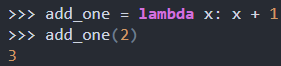 >>> add_one = lambda x: x + 1
>>> add_one(2)
3